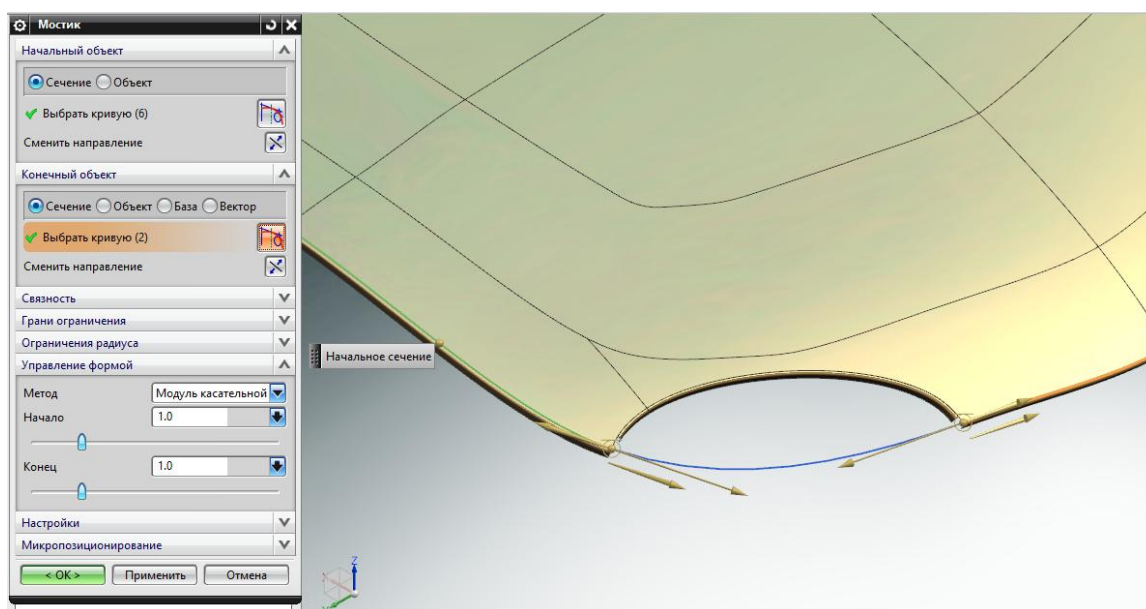 Мостик
Начальный объект
Сечение Объект
Выбрать кривую (6)
Сменить направление
Конечный объект
Сечение Объект База Вектор
Выбрать кривую (2)
Сменить направление
Связность
Грани ограничения
Ограничения радиуса
Управление формой
Метод Модуль касательной
Начало 1.0
Конец 1.0
Настройки
Микропозиционирование
< OK > Применить Отмена
Начальное сечение
Z